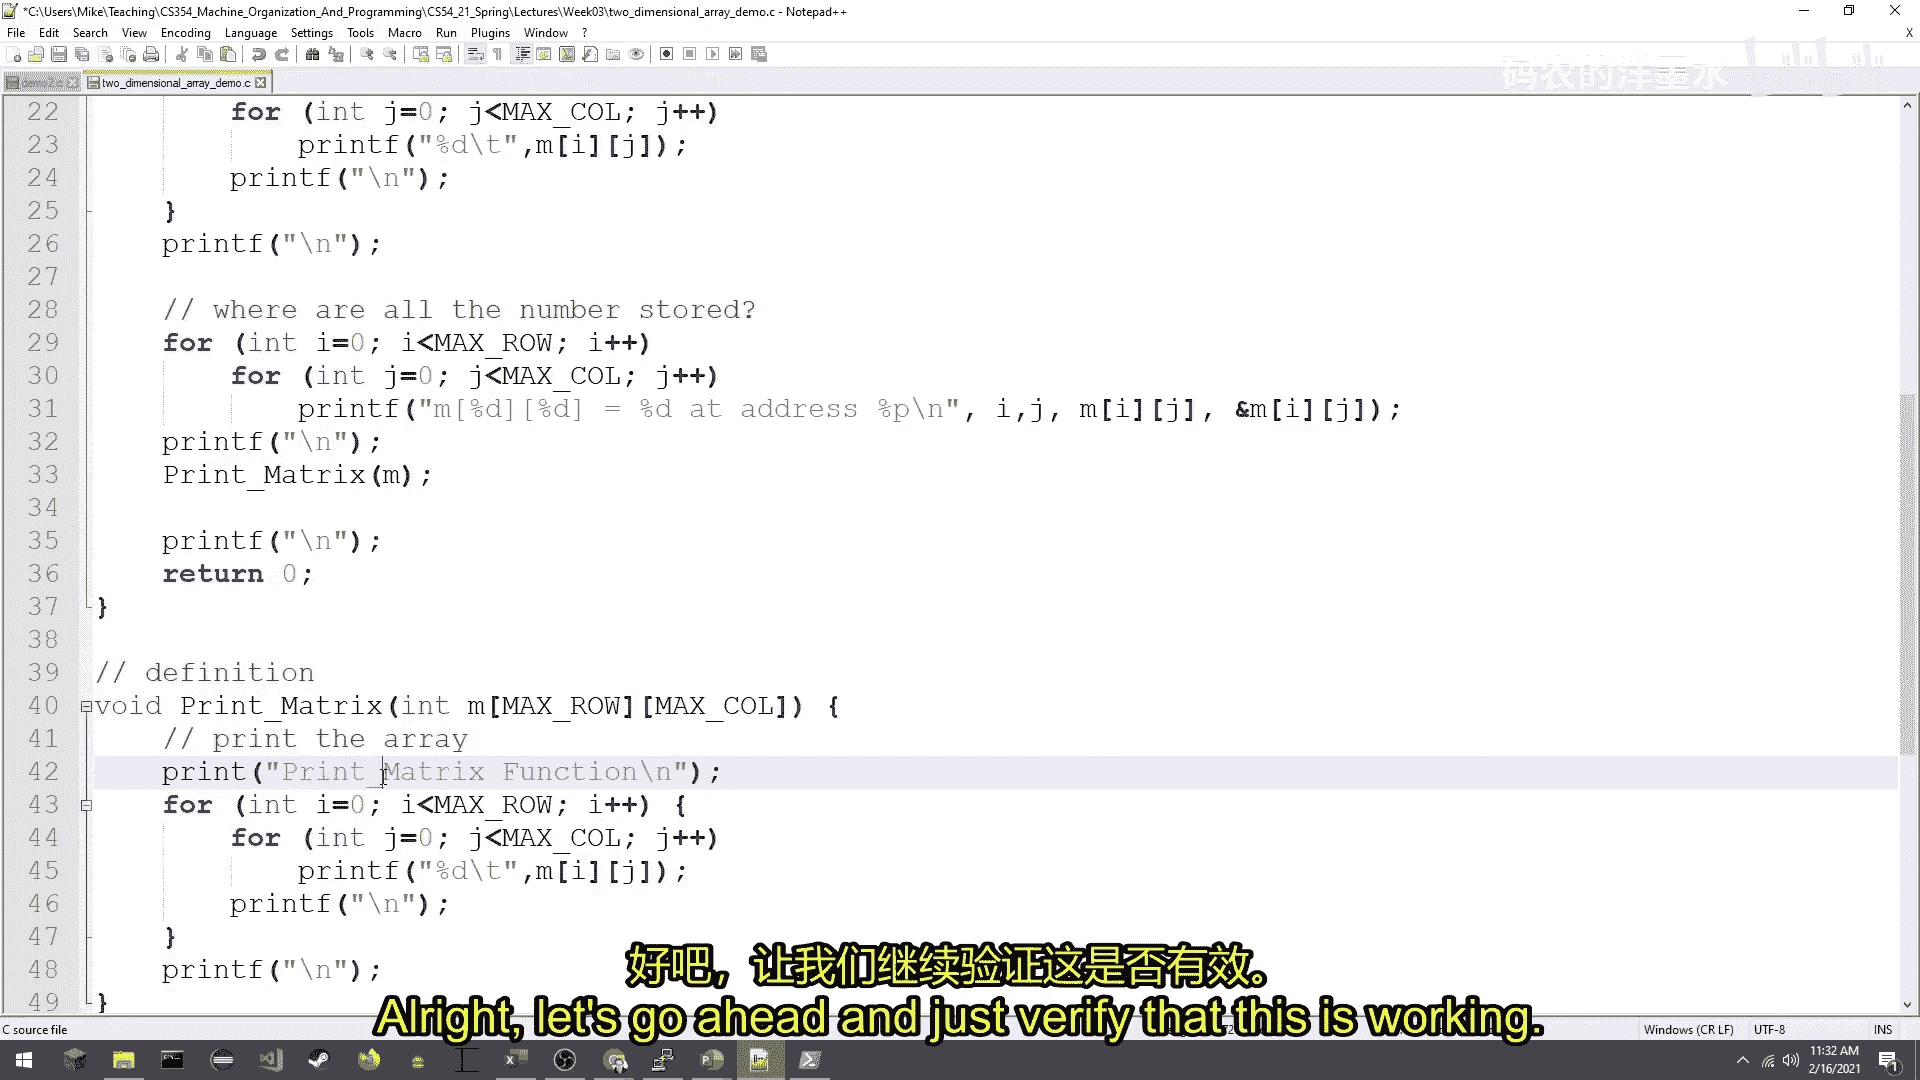 *C:\Users\Mike\Teaching\CS354_Machine_Organization_And_Programming\CS54_21_Spring\Lectures\Week03\two_dimensional_array_demo.c - Notepad++
File Edit Search View Encoding Language Settings Tools Macro Run Plugins Window ? X
two_dimensional_array_demo.c
码农的洋墨水
22 for (int j=0; j<MAX_COL; j++)
23 printf("%d\t",m[i][j]);
24 printf("\n");
25 }
26 printf("\n");
27
28 // where are all the number stored?
29 for (int i=0; i<MAX_ROW; i++)
30 for (int j=0; j<MAX_COL; j++)
31 printf("m[%d][%d] = %d at address %p\n", i,j, m[i][j], &m[i][j]);
32 printf("\n");
33 Print_Matrix(m);
34
35 printf("\n");
36 return 0;
37 }
38
39 // definition
40 void Print_Matrix(int m[MAX_ROW][MAX_COL]) {
41 // print the array
42 print("Print_Matrix Function\n");
43 for (int i=0; i<MAX_ROW; i++) {
44 for (int j=0; j<MAX_COL; j++)
45 printf("%d\t",m[i][j]);
46 printf("\n");
47 }
48 printf("\n");
49 }
好吧，让我们继续验证这是否有效。
Alright, let's go ahead and just verify that this is working.
C source file Windows (CR LF) UTF-8 INS
11:32 AM
2/16/2021